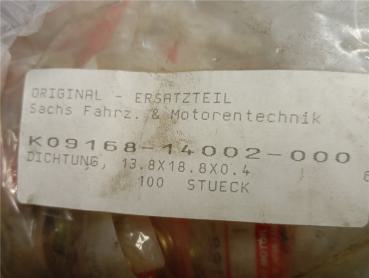 ORIGINAL - ERSATZTEIL
Sachs Fahrz. & Motorentechnik
K09168-14002-000
DICHTUNG, 13.8X18.8X0.4
100 STUECK